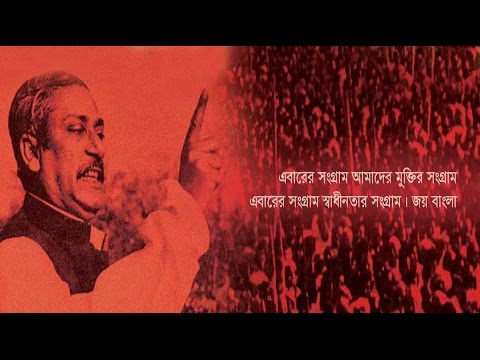 এবারের সংগ্রাম আমাদের মুক্তির সংগ্রাম
এবারের সংগ্রাম স্বাধীনতার সংগ্রাম। জয় বাংলা